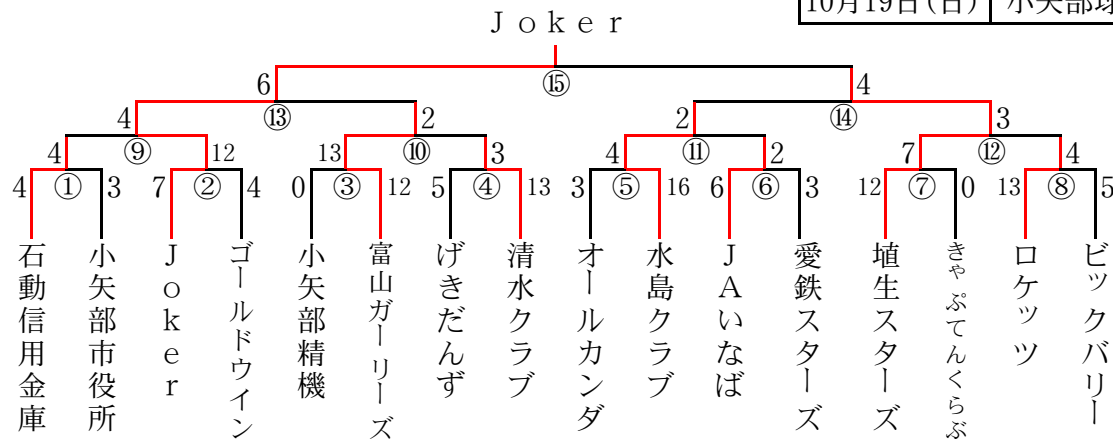 10月19日(日)
小矢部球
Joker
6
⑮
4
4
⑬
2
2
⑭
3
4
⑨
12
13
⑩
3
4
⑪
2
7
⑫
4
4
①
3
7
②
4
0
③
12
5
④
13
3
⑤
16
6
⑥
3
12
⑦
0
13
⑧
5
石動信用金庫
小矢部市役所
Joker
ゴールドウイン
小矢部精機
富山ガーリーズ
げきだんず
清水クラブ
オールカンダ
水島クラブ
JAいなば
愛鉄スターズ
埴生スターズ
きゃぷてんくらぶ
ロケッツ
ビックバリー